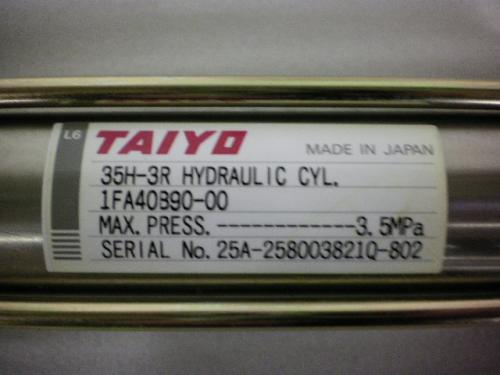 L6
TAIYO
MADE IN JAPAN
35H-3R HYDRAULIC CYL.
1FA40B90-00
MAX. PRESS.------------3.5MPa
SERIAL No. 25A-258003821Q-802